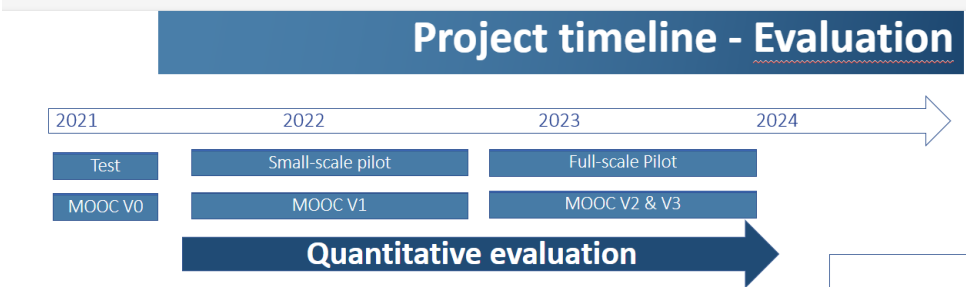 Project timeline - Evaluation
2021 2022 2023 2024
Test Small-scale pilot Full-scale Pilot
MOOC V0 MOOC V1 MOOC V2 & V3
Quantitative evaluation